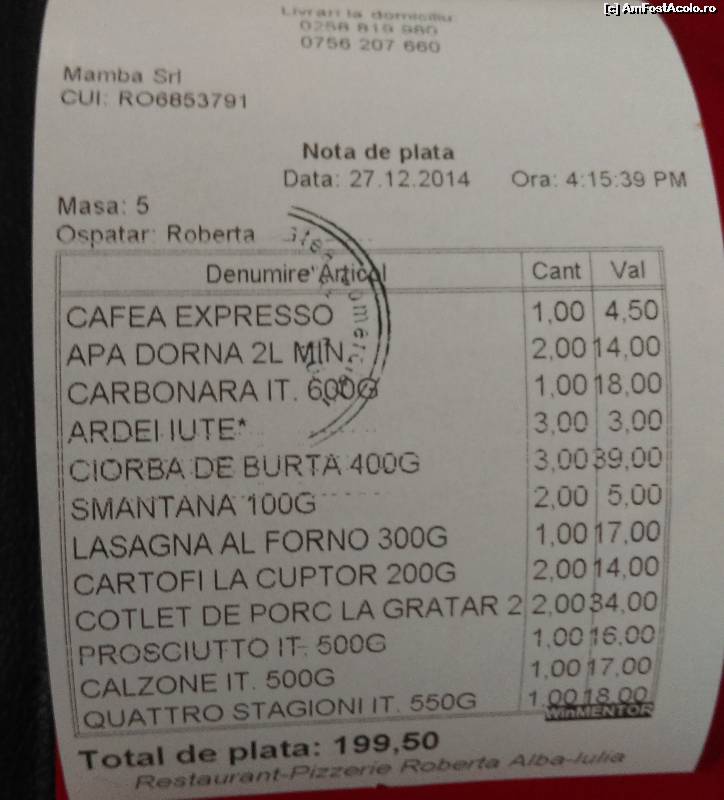 [c] AmFostAcolo.ro
Livrari la domiciliu
0258 819 980
0756 207 660
Mamba Srl
CUI: RO6853791
Nota de plata
Data: 27.12.2014 Ora: 4:15:39 PM
Masa: 5
Ospatar: Roberta
Denumire Articol Cant Val
CAFEA EXPRESSO 1,00 4,50
APA DORNA 2L MIN. 2,00 14,00
CARBONARA IT. 600G 1,00 18,00
ARDEI IUTE* 3,00 3,00
CIORBA DE BURTA 400G 3,00 39,00
SMANTANA 100G 2,00 5,00
LASAGNA AL FORNO 300G 1,00 17,00
CARTOFI LA CUPTOR 200G 2,00 14,00
COTLET DE PORC LA GRATAR 2 2,00 34,00
PROSCIUTTO IT. 500G 1,00 16,00
CALZONE IT. 500G 1,00 17,00
QUATTRO STAGIONI IT. 550G 1,00 18,00
WinMENTOR
Total de plata: 199,50
Restaurant-Pizzerie Roberta Alba-Iulia